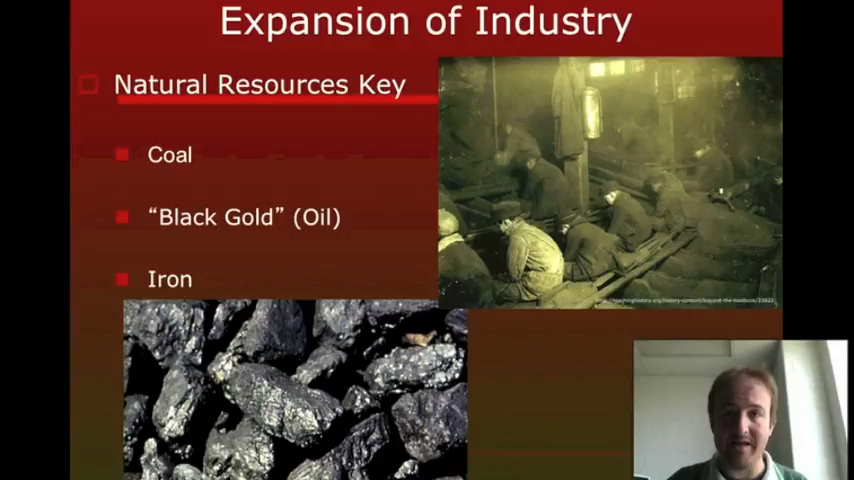 Expansion of Industry
Natural Resources Key
Coal
“Black Gold” (Oil)
Iron